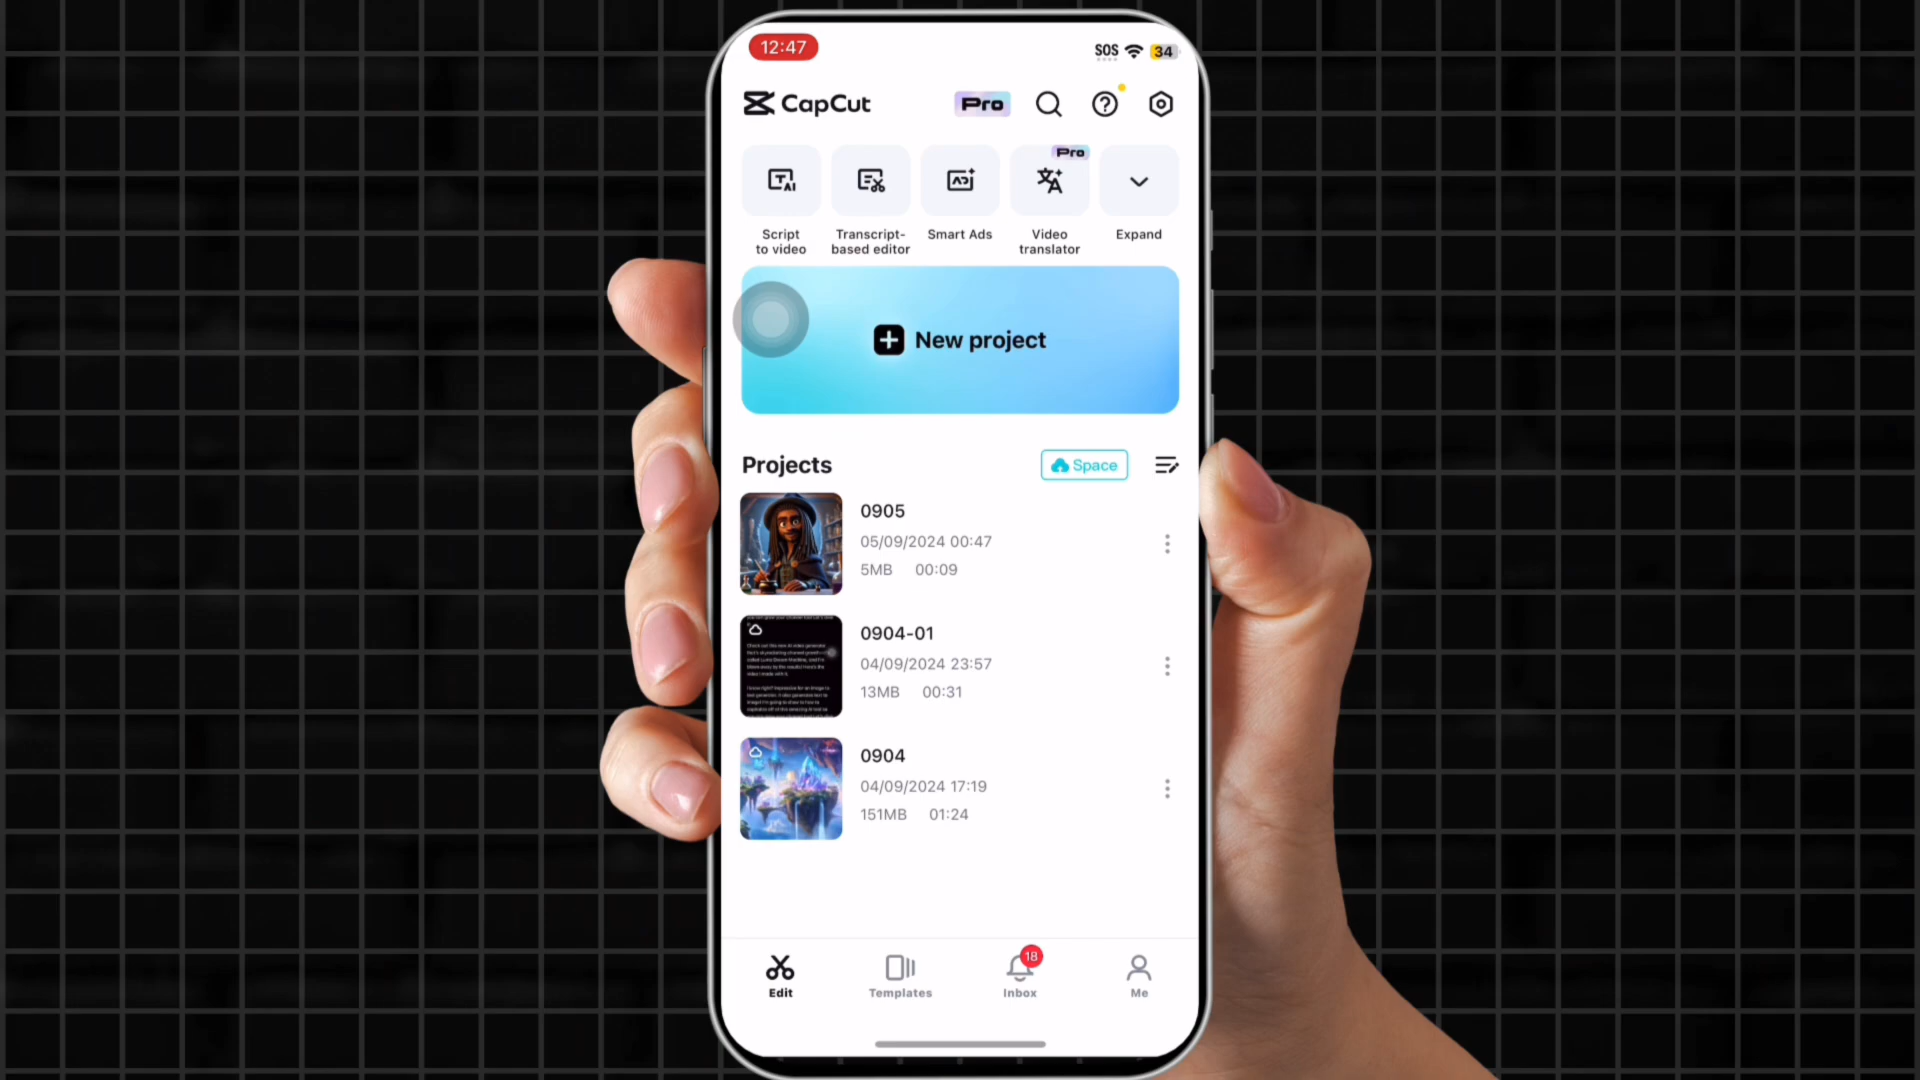 12:47
SOS
34
CapCut
Pro
Pro
Script
to video
Transcript-
based editor
Smart Ads
Video
translator
Expand
New project
Projects
Space
0905
05/09/2024 00:47
5MB 00:09
0904-01
04/09/2024 23:57
13MB 00:31
0904
04/09/2024 17:19
151MB 01:24
18
Edit
Templates
Inbox
Me